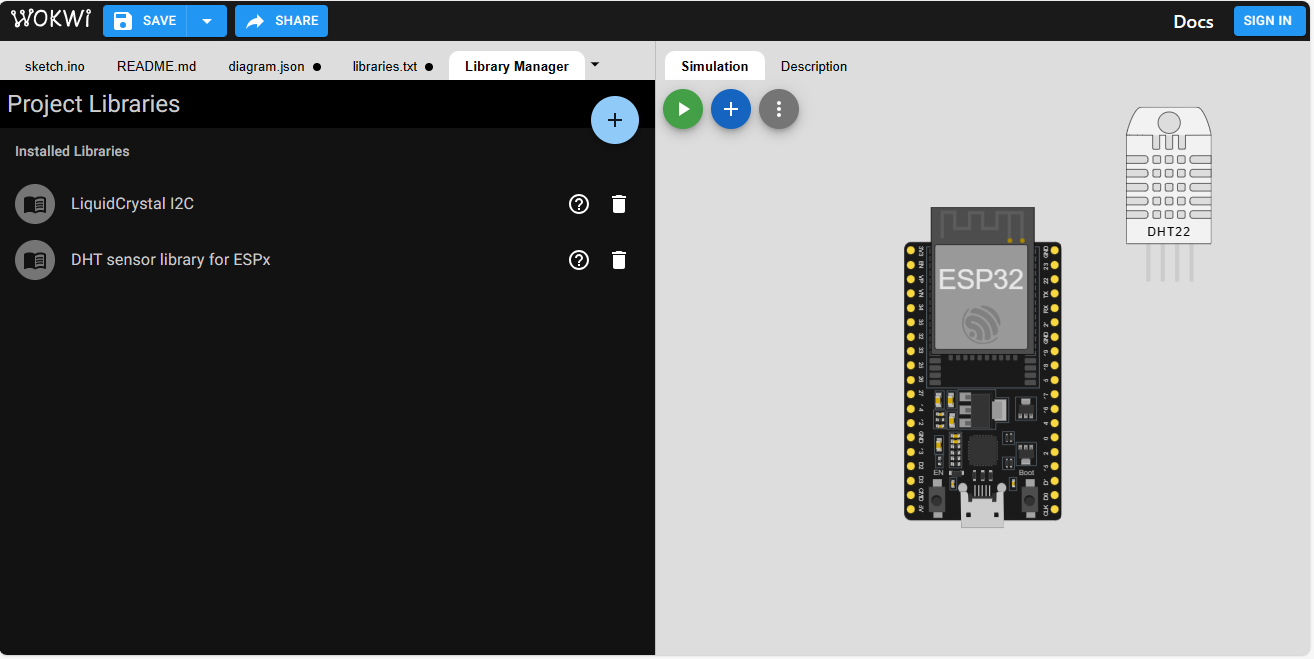 WOKWI SAVE SHARE Docs SIGN IN
sketch.ino README.md diagram.json ● libraries.txt ● Library Manager Simulation Description
Project Libraries
Installed Libraries
LiquidCrystal I2C
DHT sensor library for ESPx
DHT22
ESP32
EN Boot